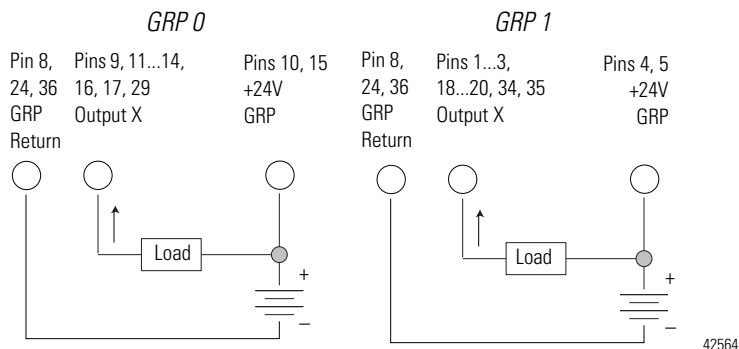 GRP 0
Pin 8,
24, 36
GRP
Return
Pins 9, 11...14,
16, 17, 29
Output X
Pins 10, 15
+24V
GRP
Load
+
–
GRP 1
Pin 8,
24, 36
GRP
Return
Pins 1...3,
18...20, 34, 35
Output X
Pins 4, 5
+24V
GRP
Load
+
–
42564